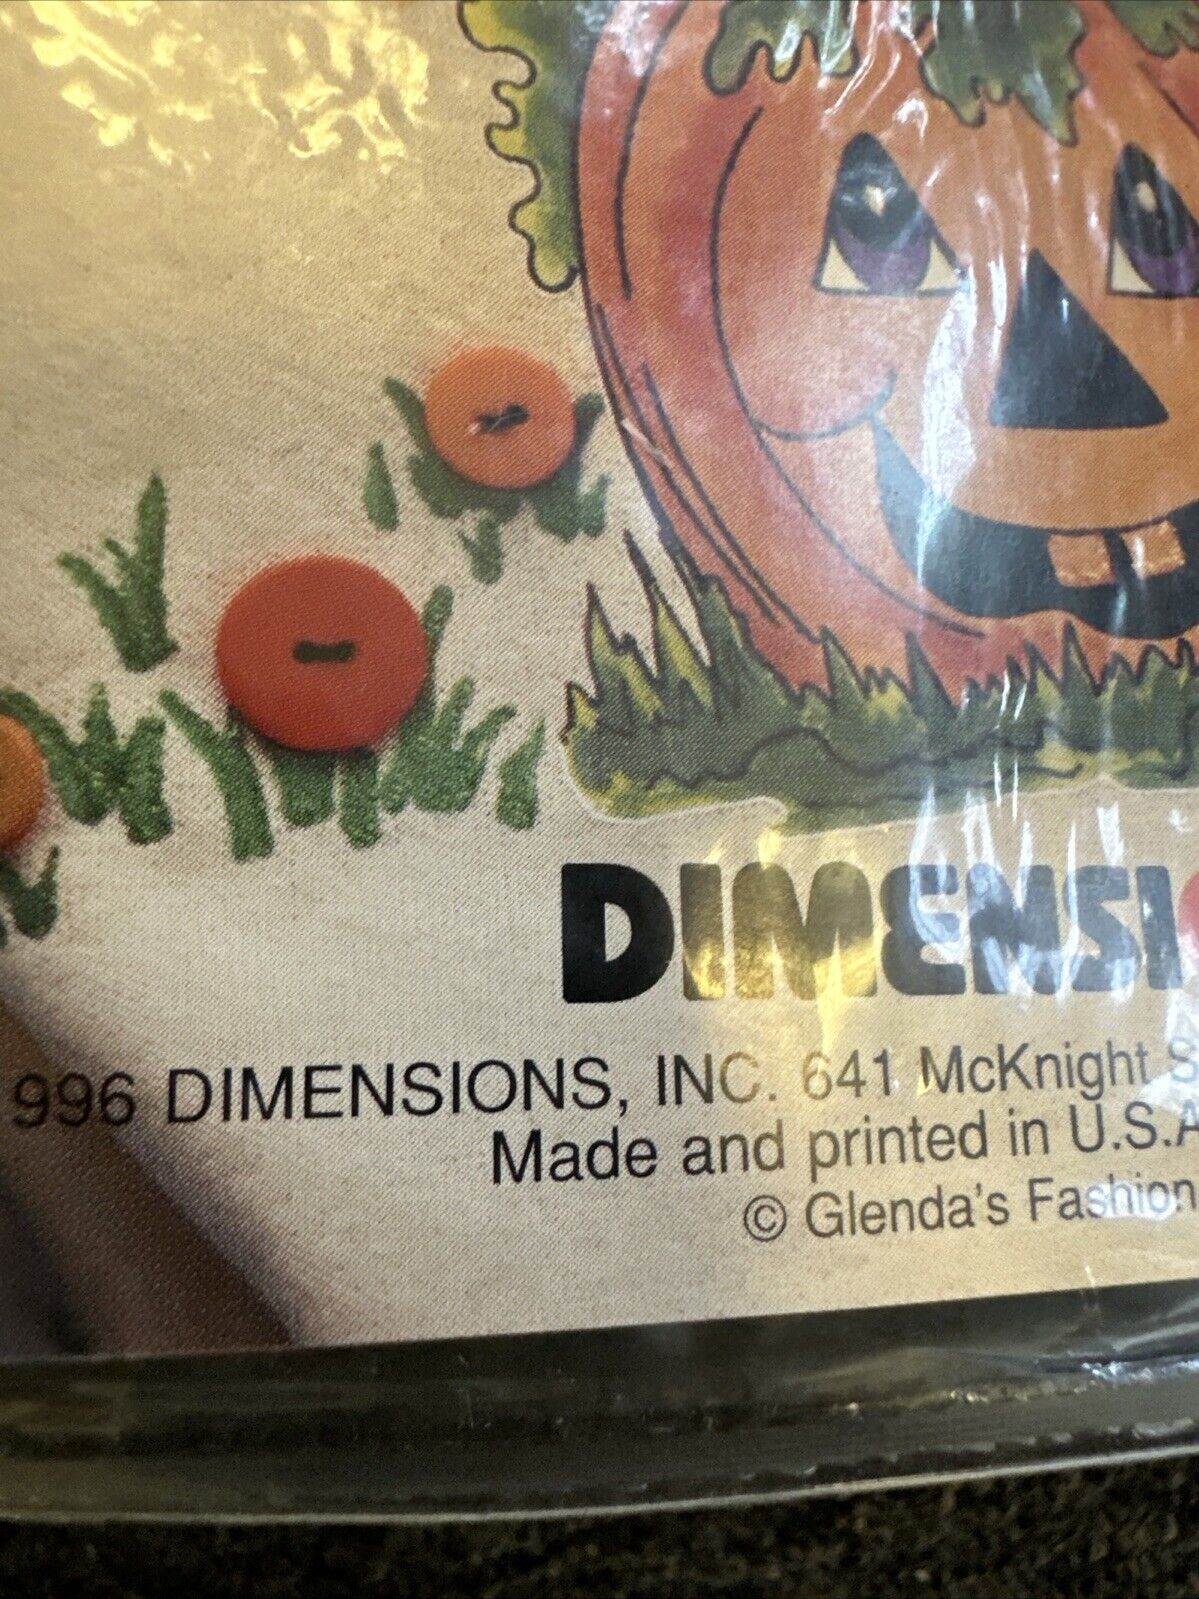 DIMENSI
996 DIMENSIONS, INC. 641 McKnight S
Made and printed in U.S.A
© Glenda's Fashion